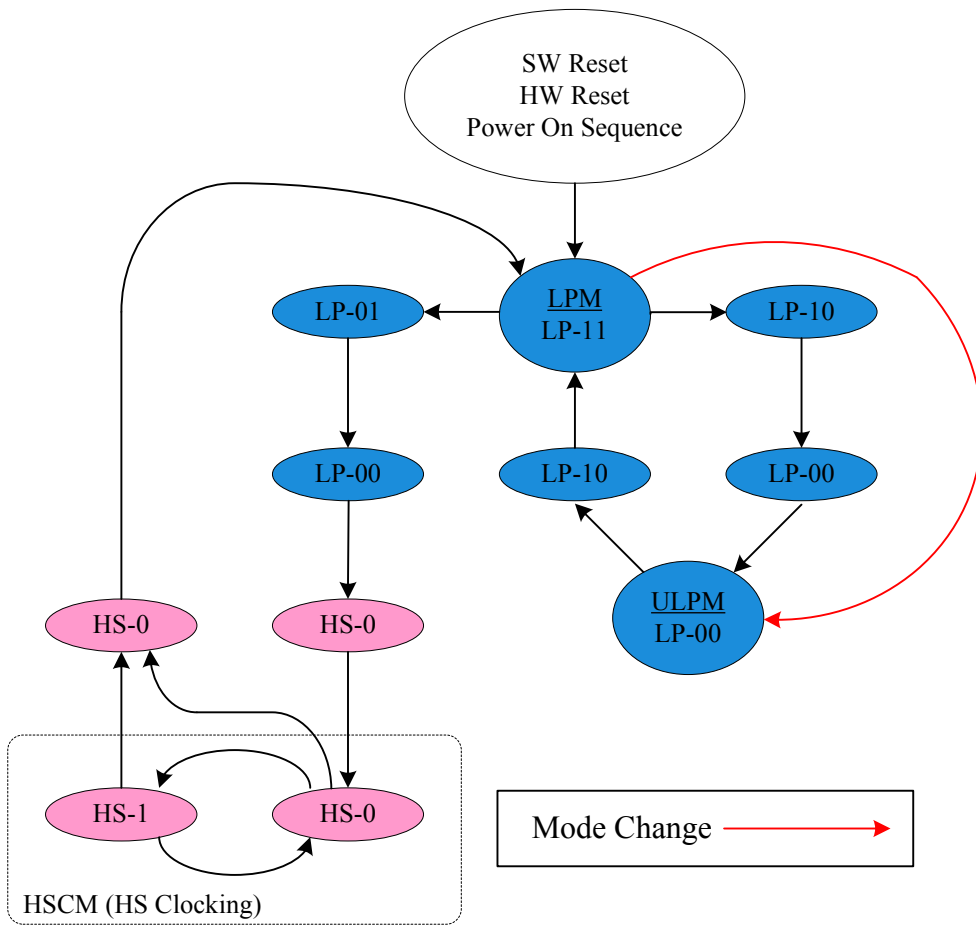 SW Reset
HW Reset
Power On Sequence
LPM
LP-11
LP-01
LP-10
LP-00
LP-10
LP-00
ULPM
LP-00
HS-0
HS-0
HS-1
HS-0
HSCM (HS Clocking)
Mode Change